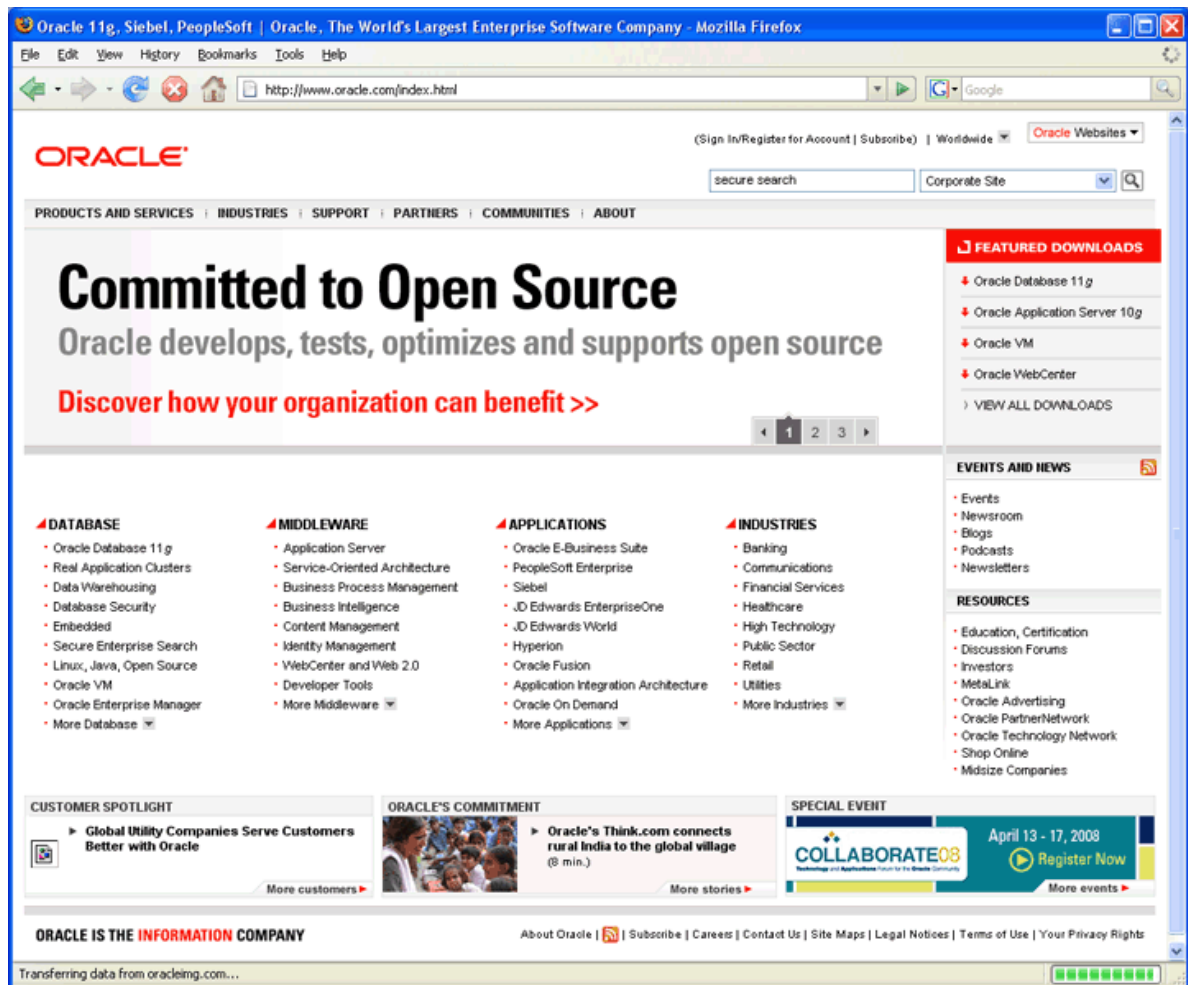 Oracle 11g, Siebel, PeopleSoft | Oracle, The World's Largest Enterprise Software Company - Mozilla Firefox
File Edit View History Bookmarks Tools Help
http://www.oracle.com/index.html
Google
(Sign In/Register for Account | Subscribe) | Worldwide
Oracle Websites
ORACLE
secure search
Corporate Site
PRODUCTS AND SERVICES | INDUSTRIES | SUPPORT | PARTNERS | COMMUNITIES | ABOUT
Committed to Open Source
Oracle develops, tests, optimizes and supports open source
Discover how your organization can benefit >>
1 2 3
FEATURED DOWNLOADS
Oracle Database 11g
Oracle Application Server 10g
Oracle VM
Oracle WebCenter
VIEW ALL DOWNLOADS
EVENTS AND NEWS
Events
Newsroom
Blogs
Podcasts
Newsletters
RESOURCES
Education, Certification
Discussion Forums
Investors
MetaLink
Oracle Advertising
Oracle PartnerNetwork
Oracle Technology Network
Shop Online
Midsize Companies
DATABASE
Oracle Database 11g
Real Application Clusters
Data Warehousing
Database Security
Embedded
Secure Enterprise Search
Linux, Java, Open Source
Oracle VM
Oracle Enterprise Manager
More Database
MIDDLEWARE
Application Server
Service-Oriented Architecture
Business Process Management
Business Intelligence
Content Management
Identity Management
WebCenter and Web 2.0
Developer Tools
More Middleware
APPLICATIONS
Oracle E-Business Suite
PeopleSoft Enterprise
Siebel
JD Edwards EnterpriseOne
JD Edwards World
Hyperion
Oracle Fusion
Application Integration Architecture
Oracle On Demand
More Applications
INDUSTRIES
Banking
Communications
Financial Services
Healthcare
High Technology
Public Sector
Retail
Utilities
More Industries
CUSTOMER SPOTLIGHT
Global Utility Companies Serve Customers
Better with Oracle
More customers
ORACLE'S COMMITMENT
Oracle's Think.com connects
rural India to the global village
(8 min.)
More stories
SPECIAL EVENT
COLLABORATE08
Technology and Applications Forum for the Oracle Community
April 13 - 17, 2008
Register Now
More events
ORACLE IS THE INFORMATION COMPANY
About Oracle | | Subscribe | Careers | Contact Us | Site Maps | Legal Notices | Terms of Use | Your Privacy Rights
Transferring data from oracleimg.com...